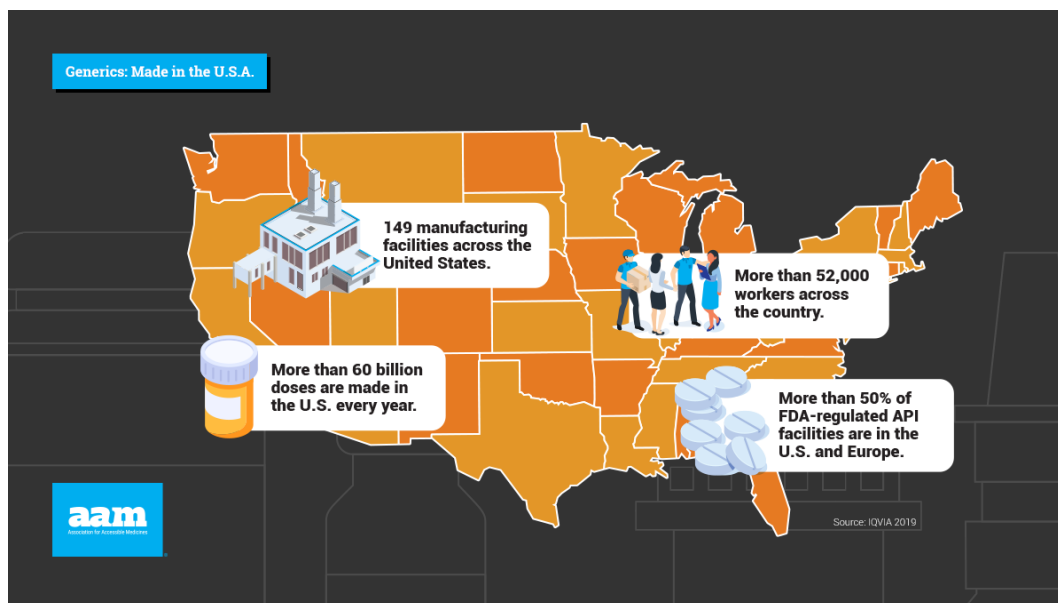 Generics: Made in the U.S.A.
149 manufacturing
facilities across the
United States.
More than 52,000
workers across
the country.
More than 60 billion
doses are made in
the U.S. every year.
More than 50% of
FDA-regulated API
facilities are in the
U.S. and Europe.
aam
Association for Accessible Medicines
Source: IQVIA 2019